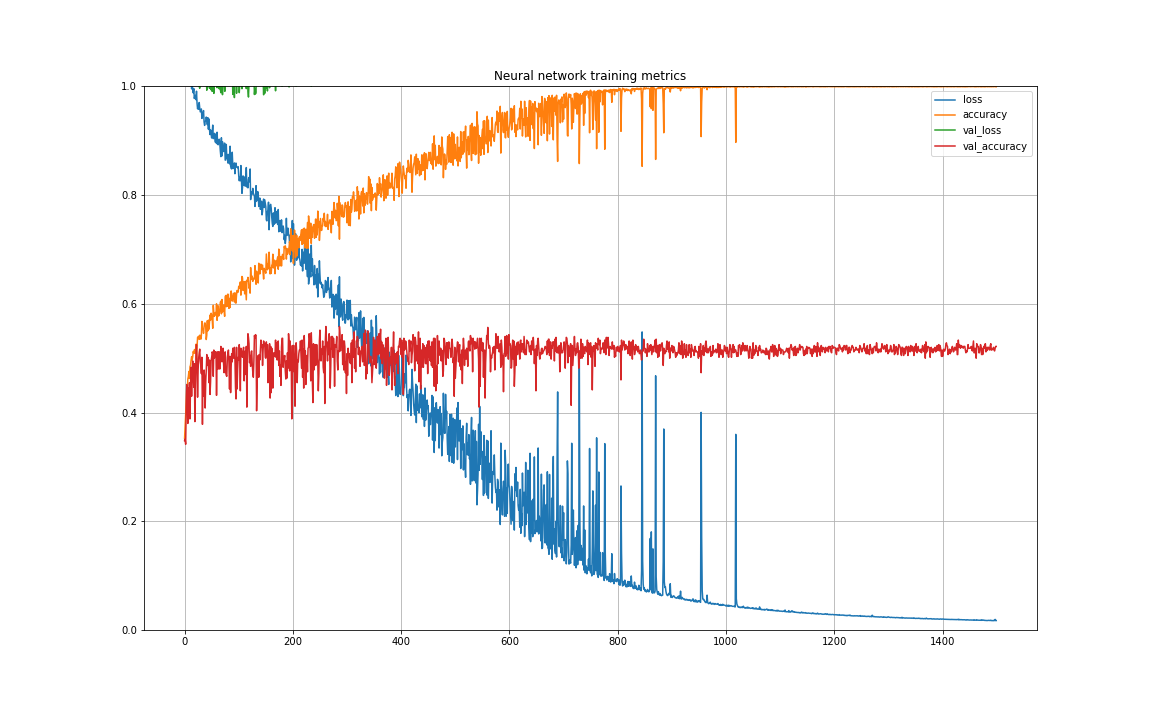 Neural network training metrics
1.0
loss
accuracy
val_loss
val_accuracy
0.8
0.6
0.4
0.2
0.0
0 200 400 600 800 1000 1200 1400